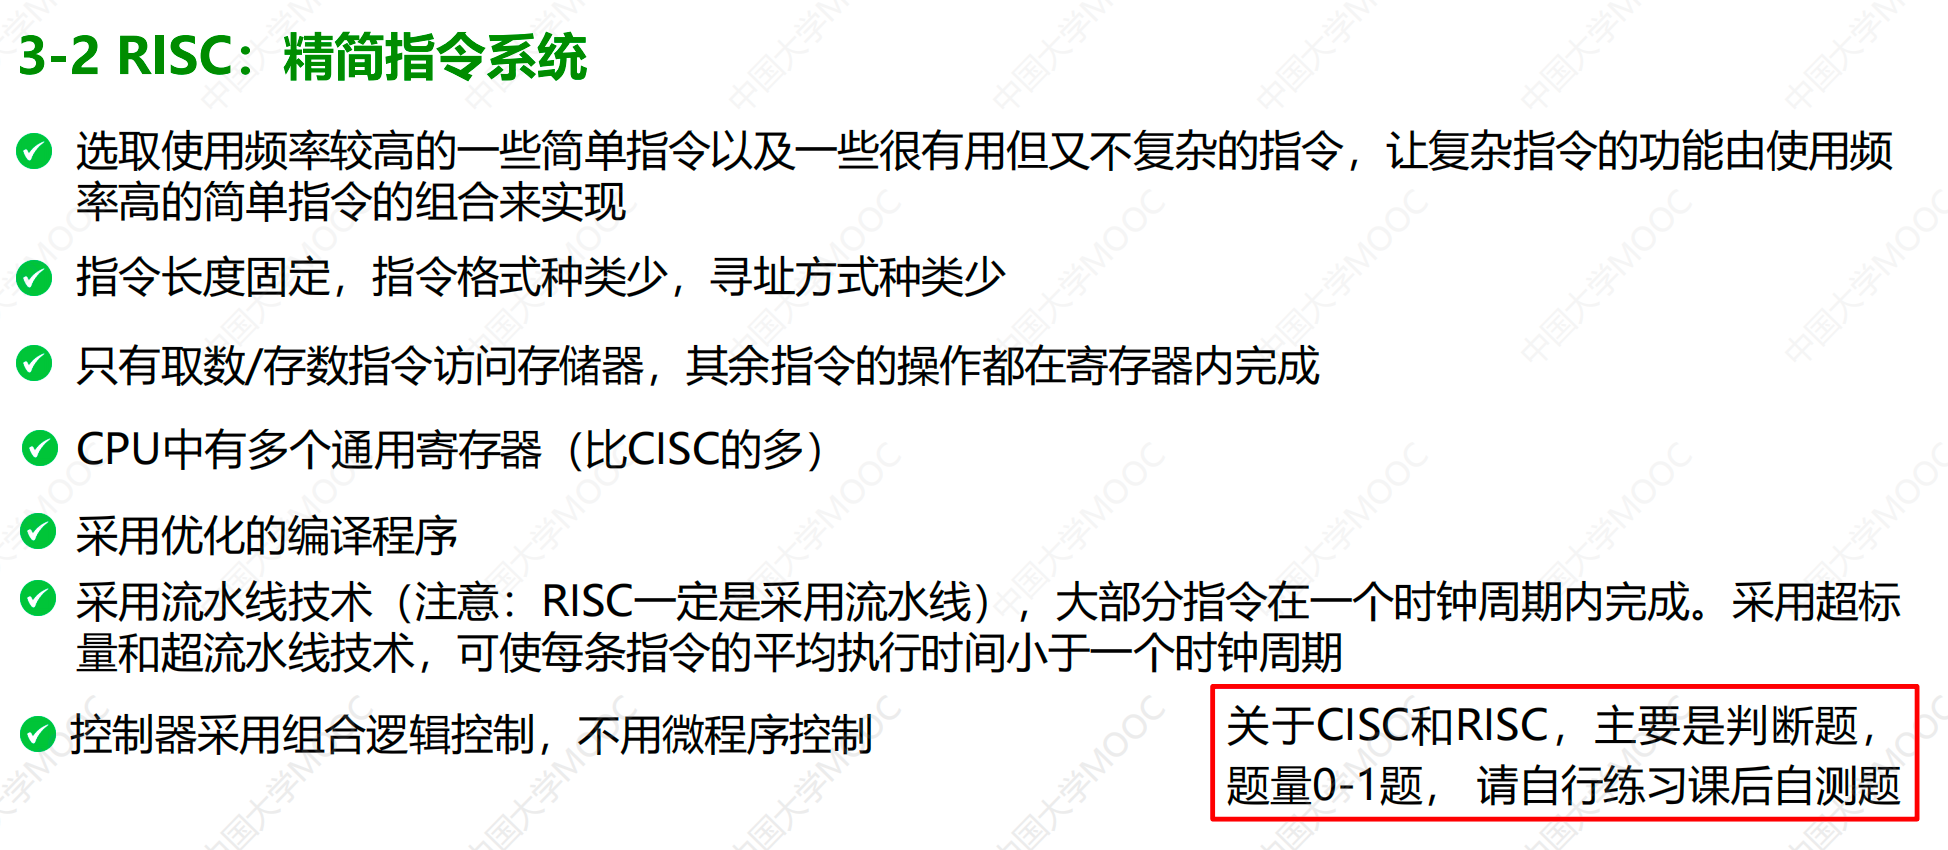 3-2 RISC：精简指令系统
选取使用频率较高的一些简单指令以及一些很有用但又不复杂的指令，让复杂指令的功能由使用频
率高的简单指令的组合来实现
指令长度固定，指令格式种类少，寻址方式种类少
只有取数/存数指令访问存储器，其余指令的操作都在寄存器内完成
CPU中有多个通用寄存器（比CISC的多）
采用优化的编译程序
采用流水线技术（注意：RISC一定是采用流水线），大部分指令在一个时钟周期内完成。采用超标
量和超流水线技术，可使每条指令的平均执行时间小于一个时钟周期
控制器采用组合逻辑控制，不用微程序控制
关于CISC和RISC，主要是判断题，
题量0-1题， 请自行练习课后自测题
中国大学MOOC